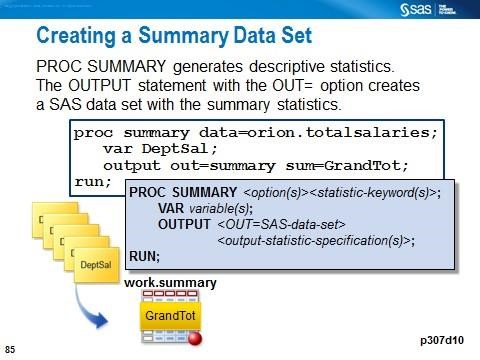 sas THE POWER TO KNOW.
Creating a Summary Data Set
PROC SUMMARY generates descriptive statistics.
The OUTPUT statement with the OUT= option creates
a SAS data set with the summary statistics.
proc summary data=orion.totalsalaries;
var DeptSal;
output out=summary sum=GrandTot;
run;
PROC SUMMARY <option(s)><statistic-keyword(s)>;
VAR variable(s);
OUTPUT <OUT=SAS-data-set>
<output-statistic-specification(s)>;
RUN;
DeptSal
work.summary
GrandTot
85
p307d10